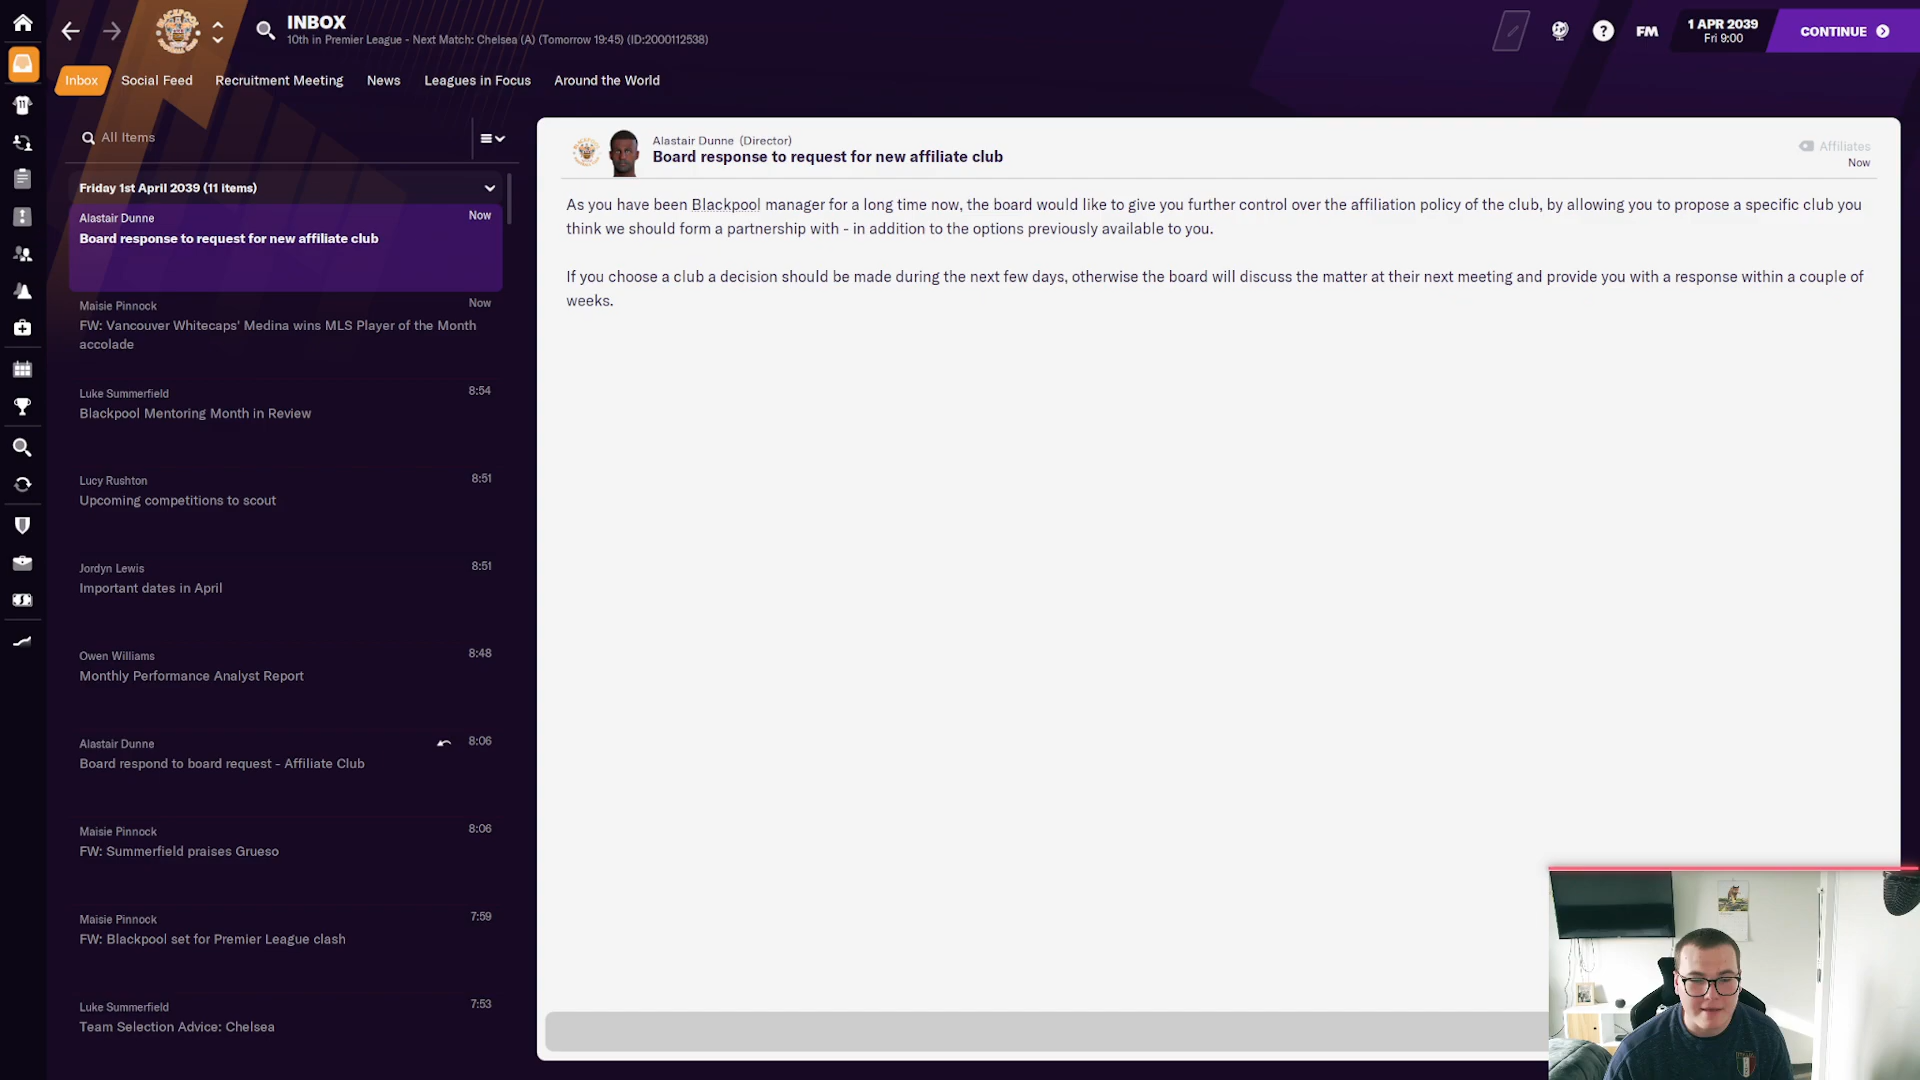 INBOX
10th in Premier League - Next Match: Chelsea (A) (Tomorrow 19:45) (ID:2000112538)
FM
1 APR 2039
Fri 9:00
CONTINUE
Inbox
Social Feed
Recruitment Meeting
News
Leagues in Focus
Around the World
All Items
Friday 1st April 2039 (11 items)
Alastair Dunne
Now
Board response to request for new affiliate club
Maisie Pinnock
Now
FW: Vancouver Whitecaps' Medina wins MLS Player of the Month
accolade
Luke Summerfield
8:54
Blackpool Mentoring Month in Review
Lucy Rushton
8:51
Upcoming competitions to scout
Jordyn Lewis
8:51
Important dates in April
Owen Williams
8:48
Monthly Performance Analyst Report
Alastair Dunne
8:06
Board respond to board request - Affiliate Club
Maisie Pinnock
8:06
FW: Summerfield praises Grueso
Maisie Pinnock
7:59
FW: Blackpool set for Premier League clash
Luke Summerfield
7:53
Team Selection Advice: Chelsea
Alastair Dunne (Director)
Board response to request for new affiliate club
Affiliates
Now
As you have been Blackpool manager for a long time now, the board would like to give you further control over the affiliation policy of the club, by allowing you to propose a specific club you
think we should form a partnership with - in addition to the options previously available to you.
If you choose a club a decision should be made during the next few days, otherwise the board will discuss the matter at their next meeting and provide you with a response within a couple of
weeks.